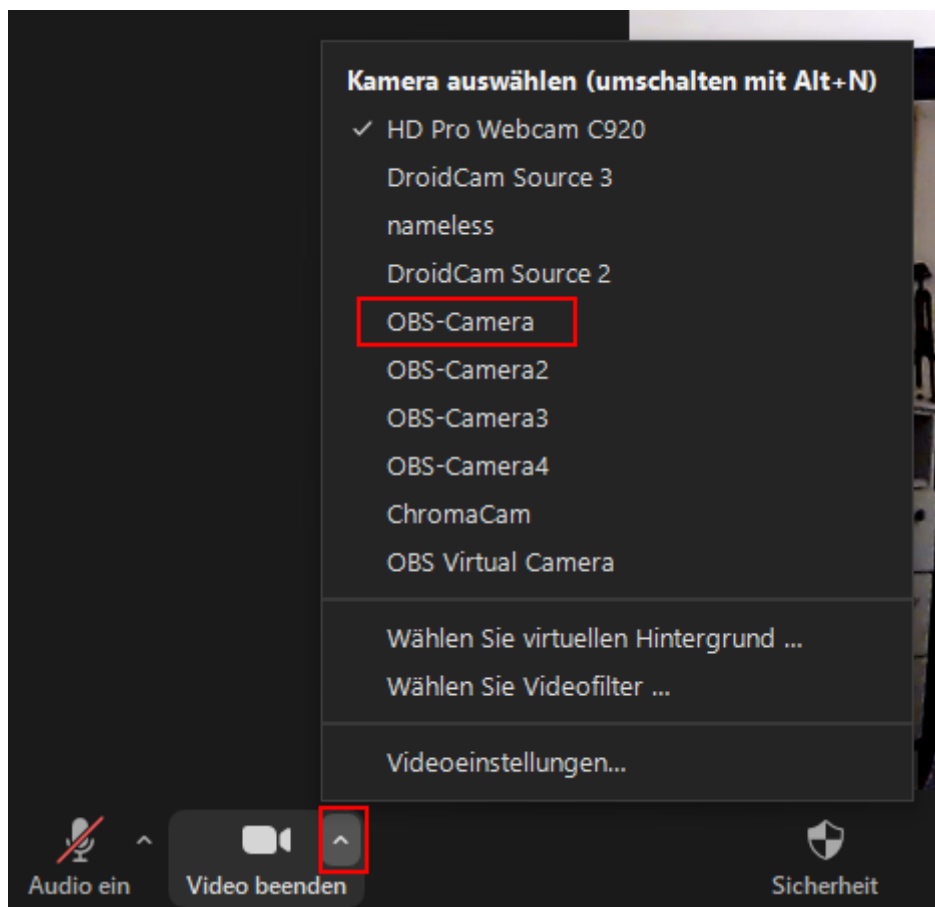 Kamera auswählen (umschalten mit Alt+N)
HD Pro Webcam C920
DroidCam Source 3
nameless
DroidCam Source 2
OBS-Camera
OBS-Camera2
OBS-Camera3
OBS-Camera4
ChromaCam
OBS Virtual Camera
Wählen Sie virtuellen Hintergrund ...
Wählen Sie Videofilter ...
Videoeinstellungen...
Audio ein
Video beenden
Sicherheit